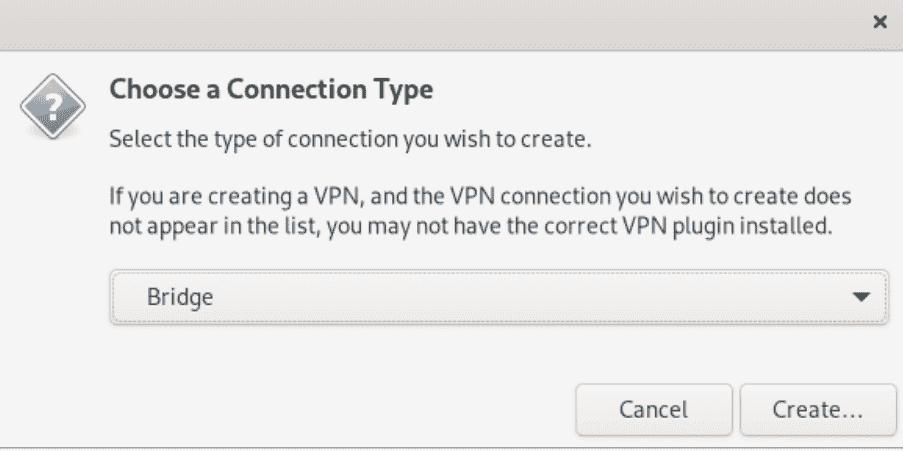 Choose a Connection Type
Select the type of connection you wish to create.
If you are creating a VPN, and the VPN connection you wish to create does
not appear in the list, you may not have the correct VPN plugin installed.
Bridge
Cancel
Create...